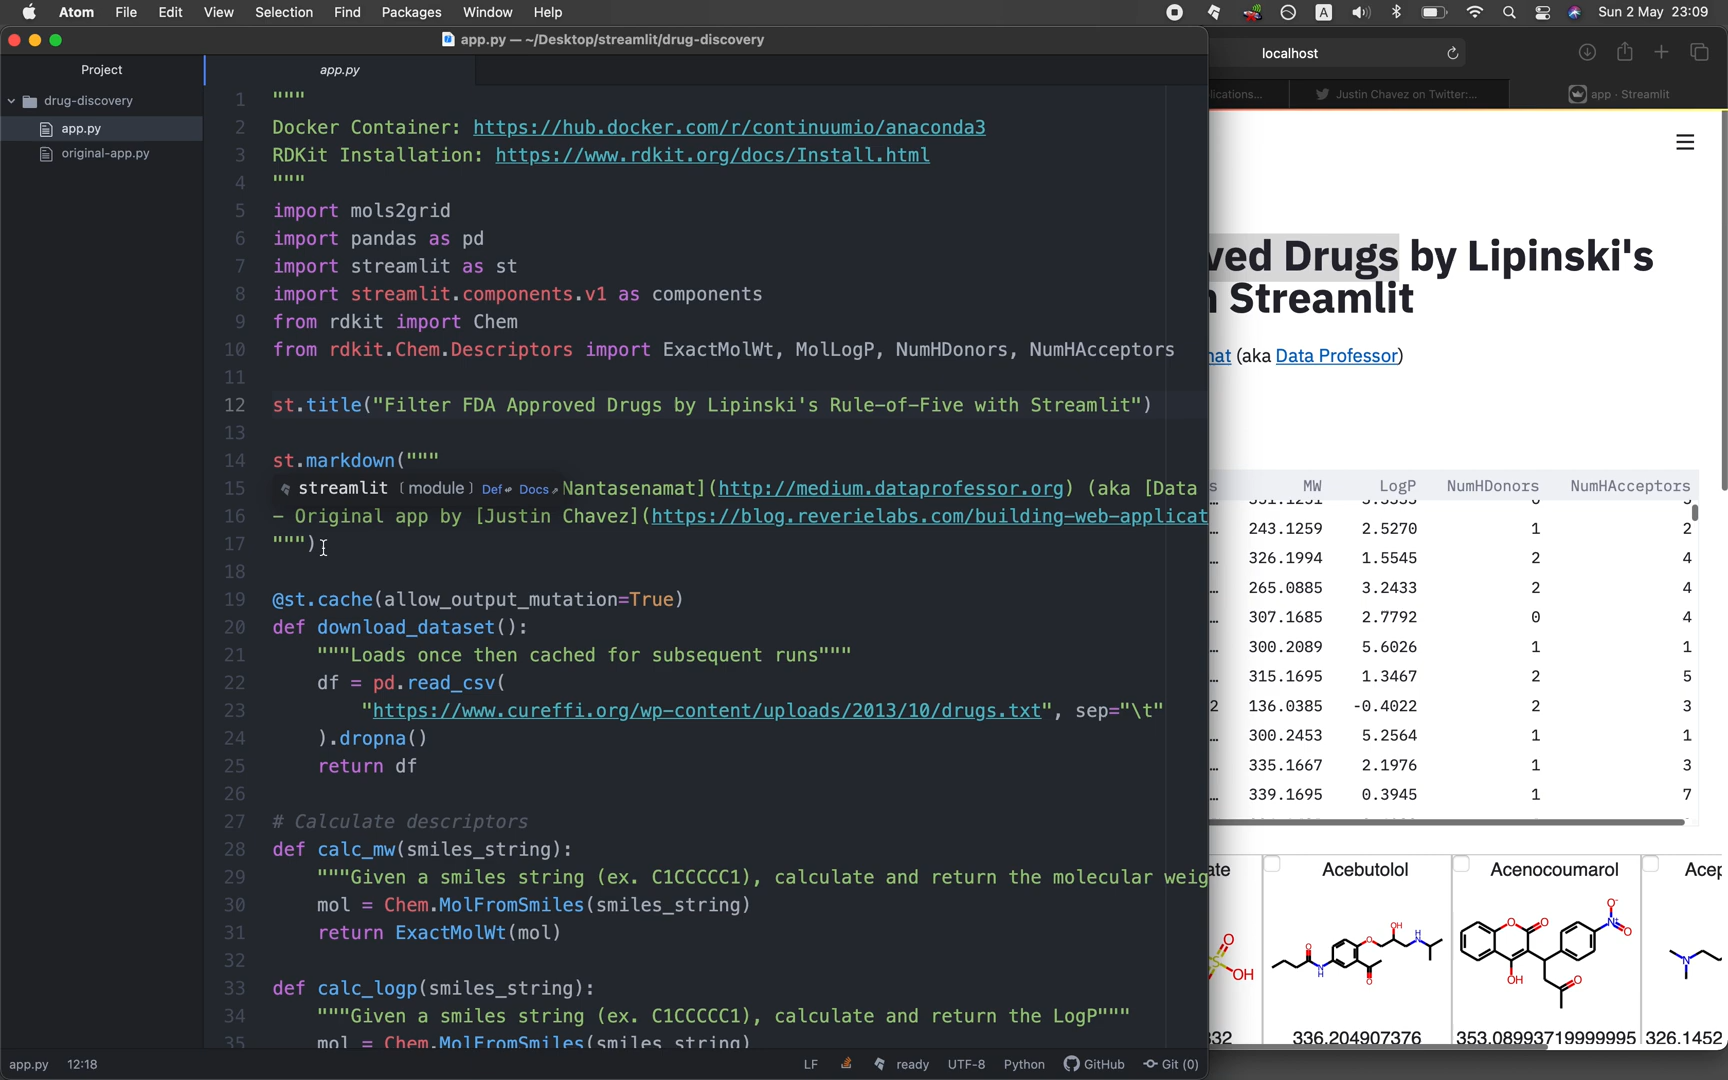 Atom File Edit View Selection Find Packages Window Help
A Sun 2 May 23:09
app.py — ~/Desktop/streamlit/drug-discovery
Project
drug-discovery
app.py
original-app.py
app.py
1 """
2 Docker Container: https://hub.docker.com/r/continuumio/anaconda3
3 RDKit Installation: https://www.rdkit.org/docs/Install.html
4 """
5 import mols2grid
6 import pandas as pd
7 import streamlit as st
8 import streamlit.components.v1 as components
9 from rdkit import Chem
10 from rdkit.Chem.Descriptors import ExactMolWt, MolLogP, NumHDonors, NumHAcceptors
11
12 st.title("Filter FDA Approved Drugs by Lipinski's Rule-of-Five with Streamlit")
13
14 st.markdown("""
15 streamlit (module) Def Docs Nantasenamat](http://medium.dataprofessor.org) (aka [Data
16 - Original app by [Justin Chavez](https://blog.reverielabs.com/building-web-applicat
17 """)
18
19 @st.cache(allow_output_mutation=True)
20 def download_dataset():
21 """Loads once then cached for subsequent runs"""
22 df = pd.read_csv(
23 "https://www.cureffi.org/wp-content/uploads/2013/10/drugs.txt", sep="\t"
24 ).dropna()
25 return df
26
27 # Calculate descriptors
28 def calc_mw(smiles_string):
29 """Given a smiles string (ex. C1CCCCC1), calculate and return the molecular weig
30 mol = Chem.MolFromSmiles(smiles_string)
31 return ExactMolWt(mol)
32
33 def calc_logp(smiles_string):
34 """Given a smiles string (ex. C1CCCCC1), calculate and return the LogP"""
35 mol = Chem.MolFromSmiles(smiles_string)
app.py 12:18
LF ready UTF-8 Python GitHub Git (0)
localhost
lications... Justin Chavez on Twitter:... app · Streamlit
ved Drugs by Lipinski's
Streamlit
nat (aka Data Professor)
s MW LogP NumHDonors NumHAcceptors
… 243.1259 2.5270 1 2
… 326.1994 1.5545 2 4
… 265.0885 3.2433 2 4
… 307.1685 2.7792 0 4
… 300.2089 5.6026 1 1
… 315.1695 1.3467 2 5
2 136.0385 -0.4022 2 3
… 300.2453 5.2564 1 1
… 335.1667 2.1976 1 3
… 339.1695 0.3945 1 7
ate Acebutolol Acenocoumarol Acep
O S OH
O N H O OH H N O
O O OH O N+ O- O
N
332 336.204907376 353.08993719999995 326.1452